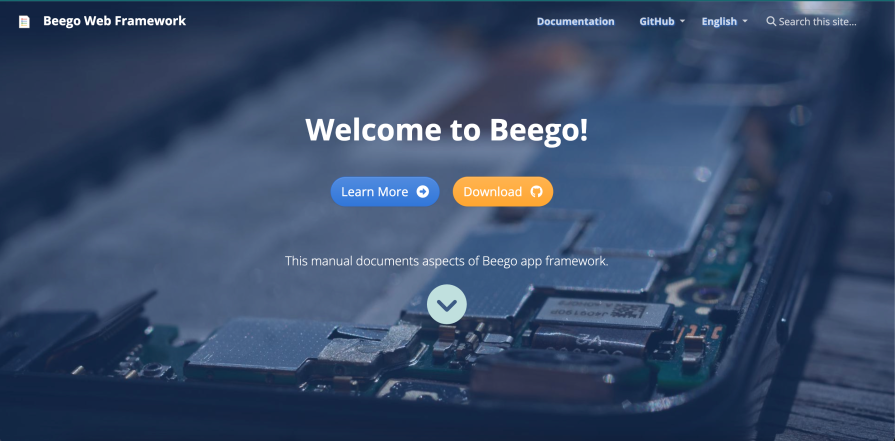 Beego Web Framework
Documentation
GitHub
English
Search this site...
Welcome to Beego!
Learn More
Download
This manual documents aspects of Beego app framework.